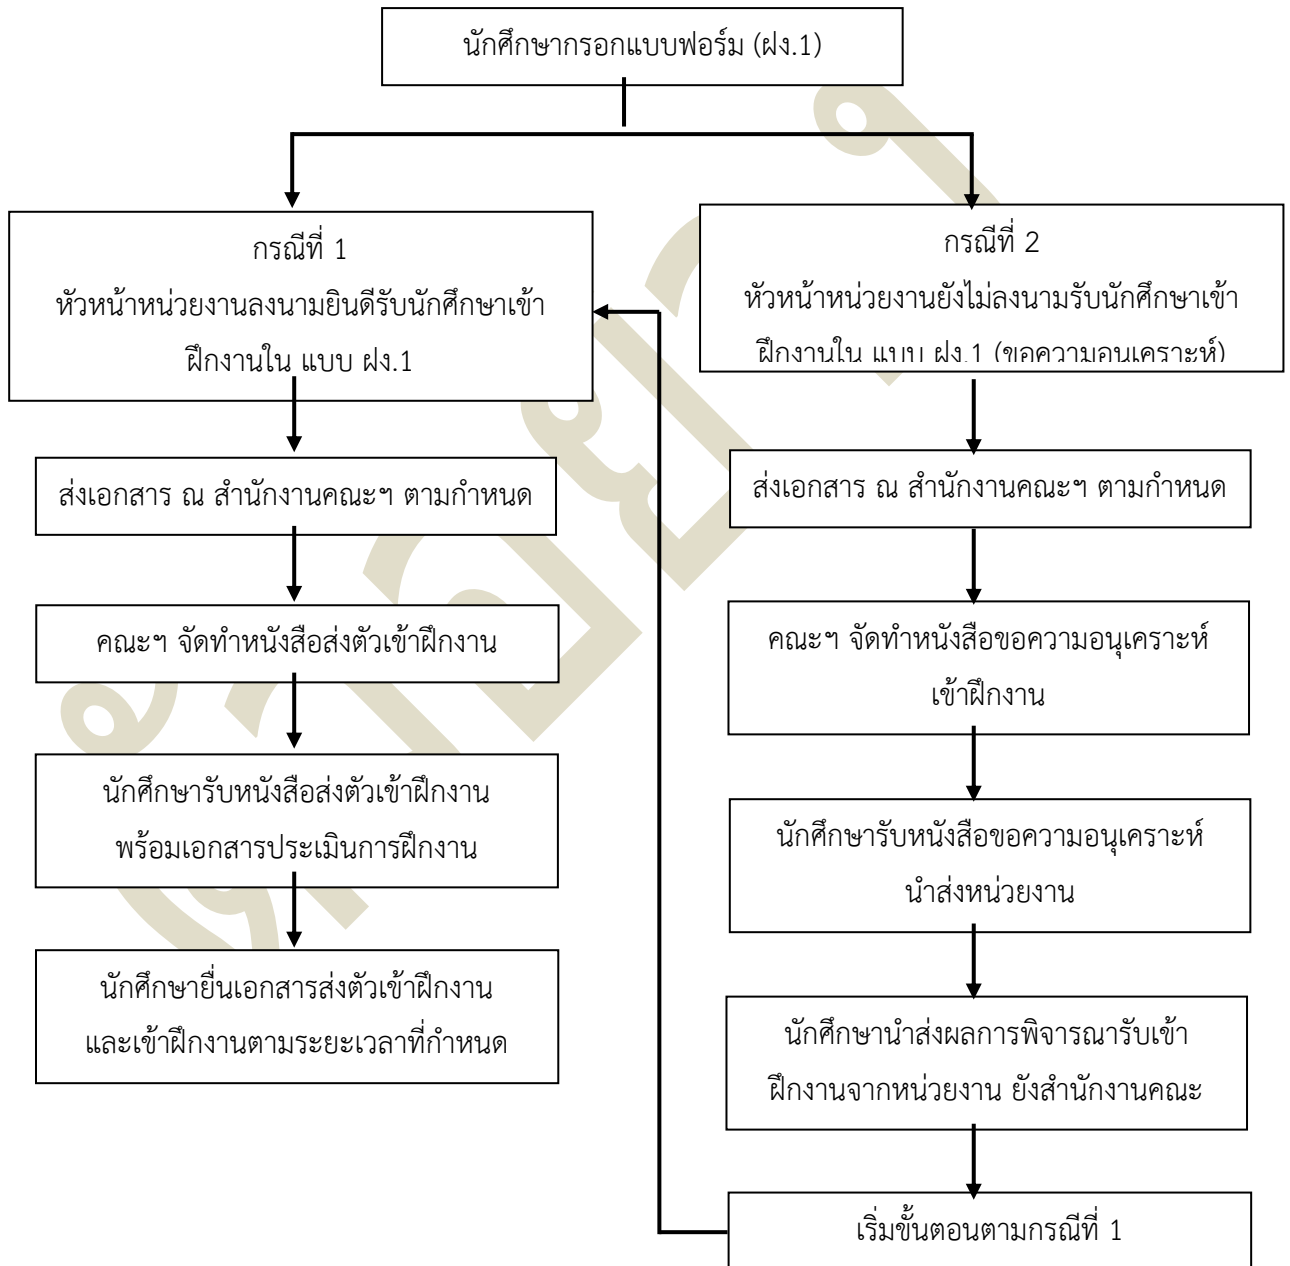 นักศึกษากรอกแบบฟอร์ม (ฝง.1)
กรณีที่ 1
หัวหน้าหน่วยงานลงนามยินดีรับนักศึกษาเข้า
ฝึกงานใน แบบ ฝง.1
ส่งเอกสาร ณ สำนักงานคณะฯ ตามกำหนด
คณะฯ จัดทำหนังสือส่งตัวเข้าฝึกงาน
นักศึกษารับหนังสือส่งตัวเข้าฝึกงาน
พร้อมเอกสารประเมินการฝึกงาน
นักศึกษายื่นเอกสารส่งตัวเข้าฝึกงาน
และเข้าฝึกงานตามระยะเวลาที่กำหนด
กรณีที่ 2
หัวหน้าหน่วยงานยังไม่ลงนามรับนักศึกษาเข้า
ฝึกงานใน แบบ ฝง.1 (ขอความอนุเคราะห์)
ส่งเอกสาร ณ สำนักงานคณะฯ ตามกำหนด
คณะฯ จัดทำหนังสือขอความอนุเคราะห์
เข้าฝึกงาน
นักศึกษารับหนังสือขอความอนุเคราะห์
นำส่งหน่วยงาน
นักศึกษานำส่งผลการพิจารณารับเข้า
ฝึกงานจากหน่วยงาน ยังสำนักงานคณะ
เริ่มขั้นตอนตามกรณีที่ 1